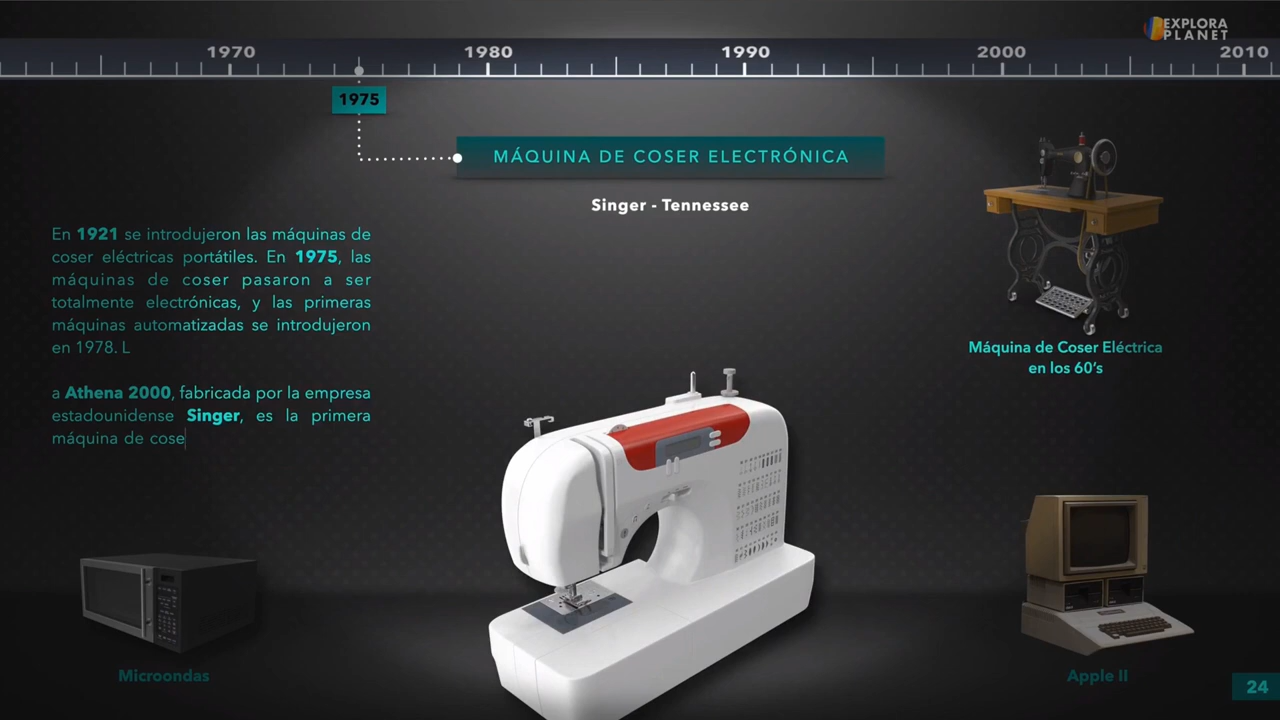 EXPLORA
PLANET
1970 1980 1990 2000 2010
1975
MÁQUINA DE COSER ELECTRÓNICA
Singer - Tennessee
En 1921 se introdujeron las máquinas de
coser eléctricas portátiles. En 1975, las
máquinas de coser pasaron a ser
totalmente electrónicas, y las primeras
máquinas automatizadas se introdujeron
en 1978. L
a Athena 2000, fabricada por la empresa
estadounidense Singer, es la primera
máquina de cose
Máquina de Coser Eléctrica
en los 60's
Microondas
Apple II
24